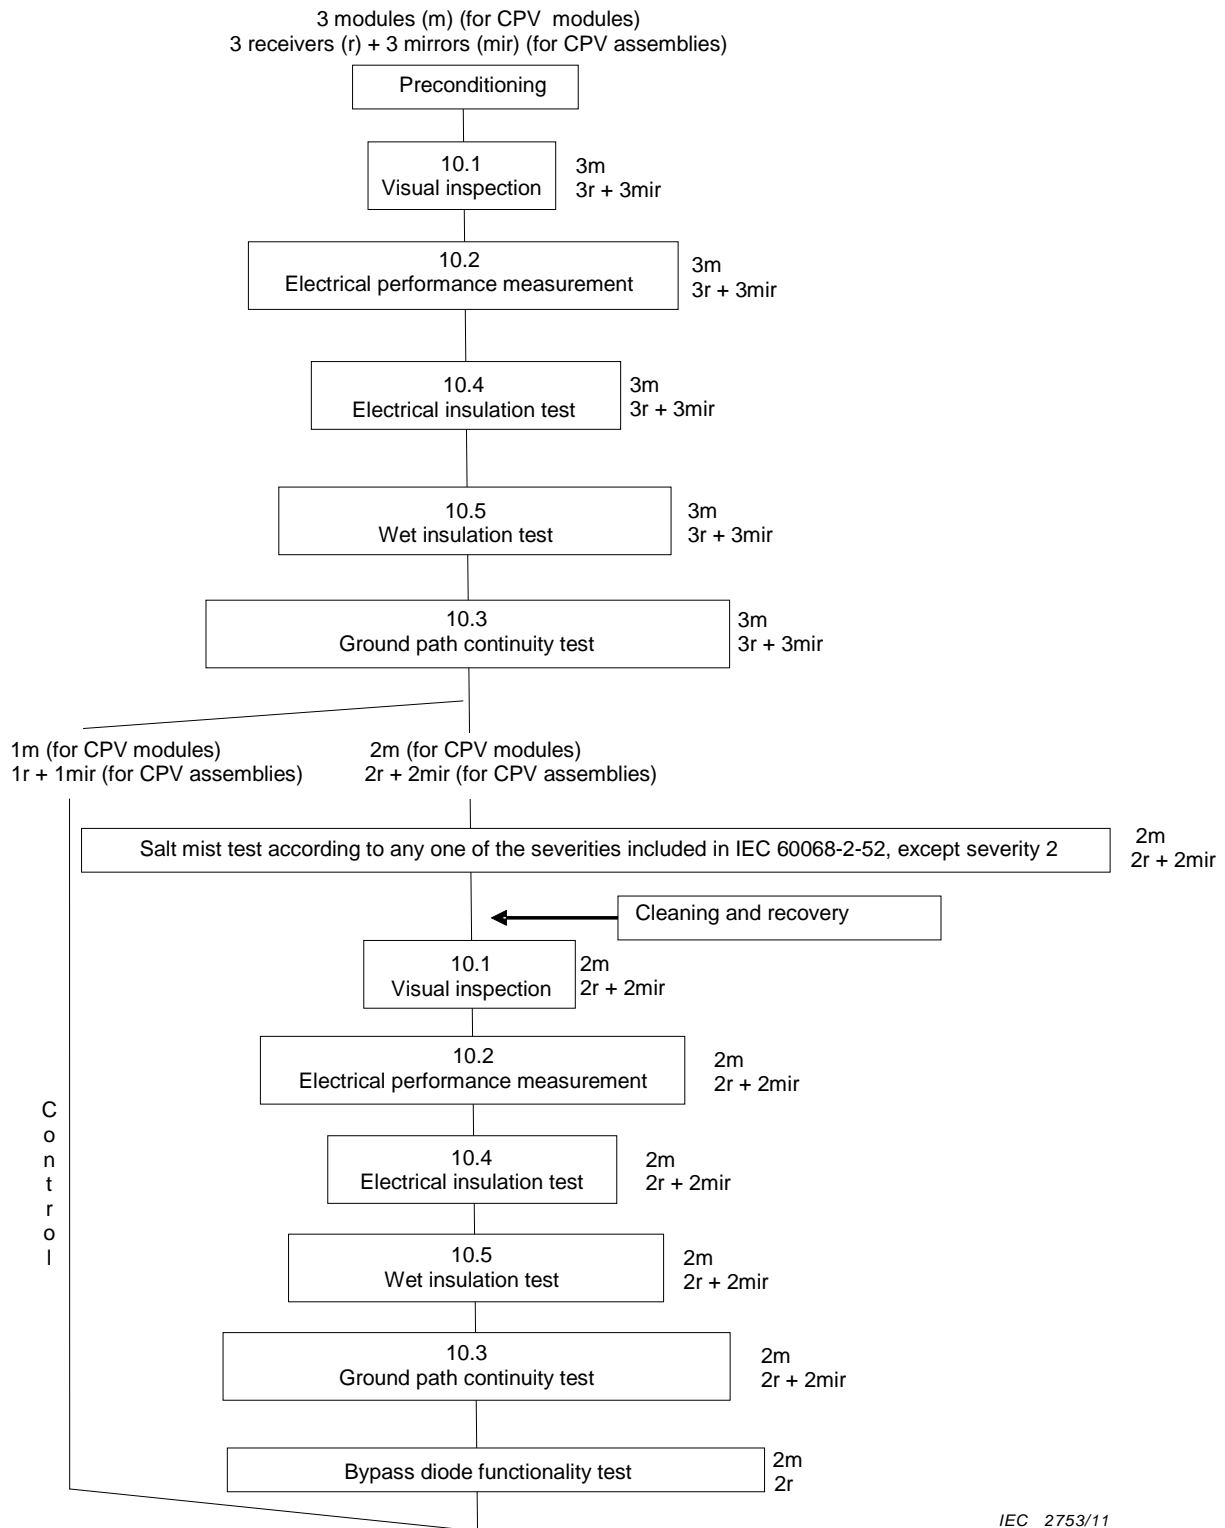 3 modules (m) (for CPV modules)
3 receivers (r) + 3 mirrors (mir) (for CPV assemblies)
Preconditioning
10.1
Visual inspection
3m
3r + 3mir
10.2
Electrical performance measurement
3m
3r + 3mir
10.4
Electrical insulation test
3m
3r + 3mir
10.5
Wet insulation test
3m
3r + 3mir
10.3
Ground path continuity test
3m
3r + 3mir
1m (for CPV modules)
1r + 1mir (for CPV assemblies)
2m (for CPV modules)
2r + 2mir (for CPV assemblies)
Salt mist test according to any one of the severities included in IEC 60068-2-52, except severity 2
2m
2r + 2mir
Cleaning and recovery
10.1
Visual inspection
2m
2r + 2mir
10.2
Electrical performance measurement
2m
2r + 2mir
Control
10.4
Electrical insulation test
2m
2r + 2mir
10.5
Wet insulation test
2m
2r + 2mir
10.3
Ground path continuity test
2m
2r + 2mir
Bypass diode functionality test
2m
2r
IEC 2753/11